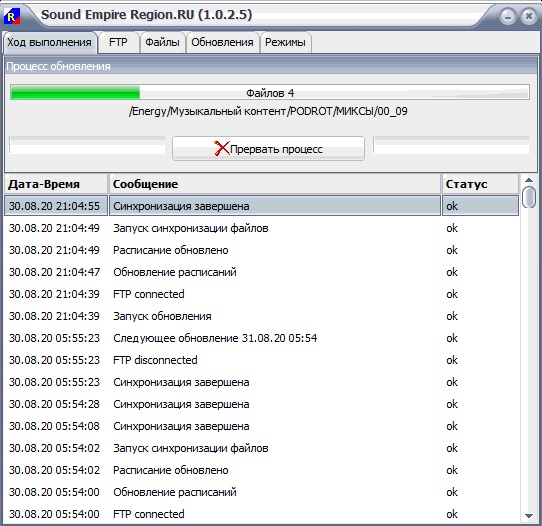 Sound Empire Region.RU (1.0.2.5)
Ход выполнения FTP Файлы Обновления Режимы
Процесс обновления
Файлов 4
/Energy/Музыкальный контент/PODROT/МИКСЫ/00_09
Прервать процесс
Дата-Время Сообщение Статус
30.08.20 21:04:55 Синхронизация завершена ok
30.08.20 21:04:49 Запуск синхронизации файлов ok
30.08.20 21:04:49 Расписание обновлено ok
30.08.20 21:04:47 Обновление расписаний ok
30.08.20 21:04:39 FTP connected ok
30.08.20 21:04:39 Запуск обновления ok
30.08.20 05:55:23 Следующее обновление 31.08.20 05:54 ok
30.08.20 05:55:23 FTP disconnected ok
30.08.20 05:55:23 Синхронизация завершена ok
30.08.20 05:54:28 Синхронизация завершена ok
30.08.20 05:54:08 Синхронизация завершена ok
30.08.20 05:54:02 Запуск синхронизации файлов ok
30.08.20 05:54:02 Расписание обновлено ok
30.08.20 05:54:00 Обновление расписаний ok
30.08.20 05:54:00 FTP connected ok